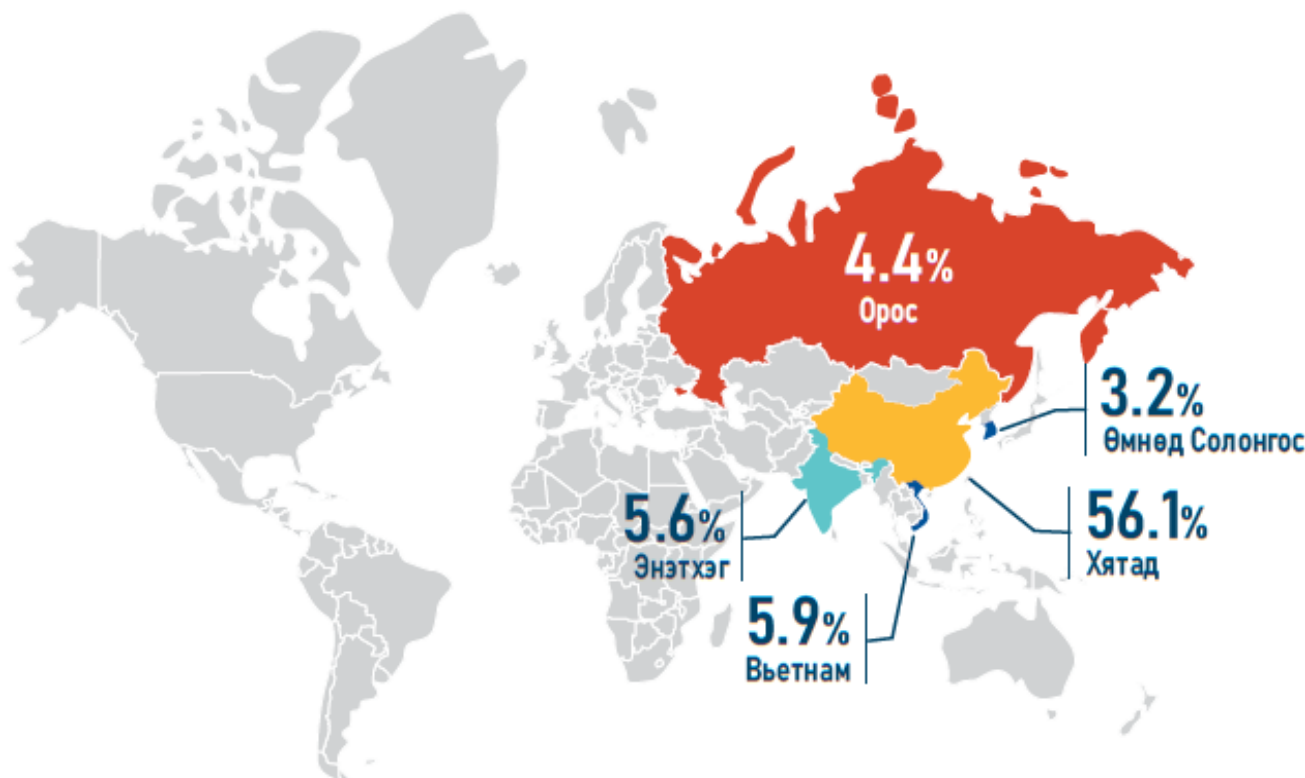 4.4%
Орос
3.2%
Өмнөд Солонгос
5.6%
Энэтхэг
56.1%
Хятад
5.9%
Вьетнам